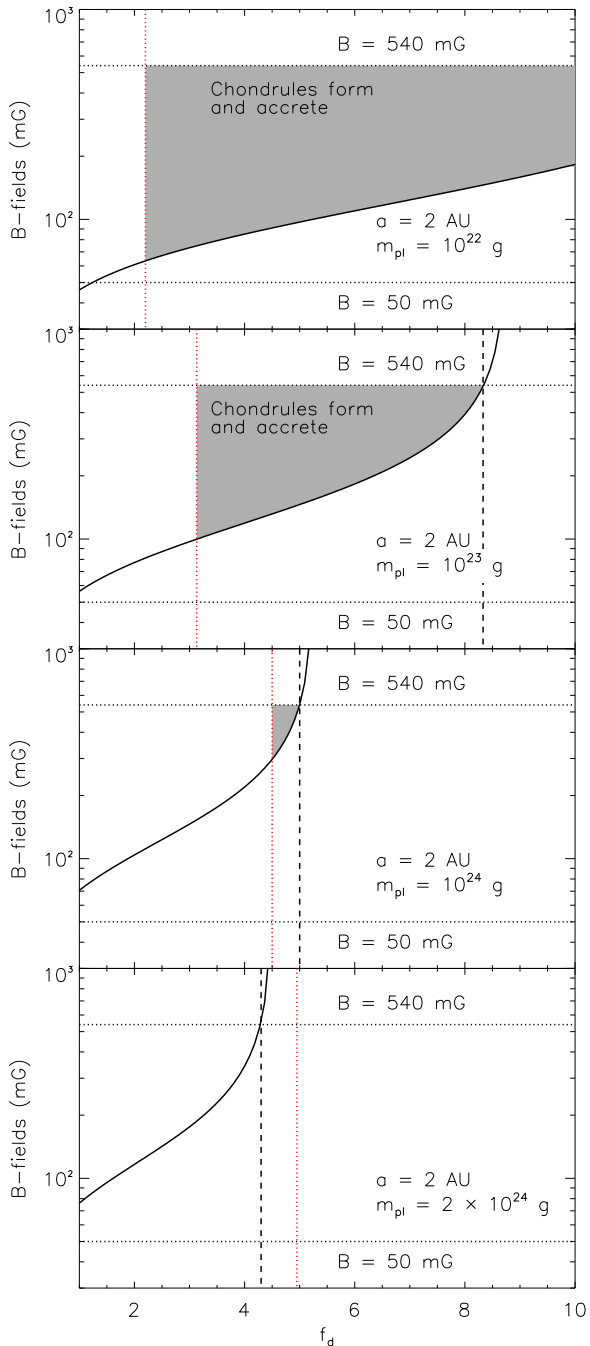 10³
B = 540 mG
Chondrules form
and accrete
B−fields (mG)
10²
a = 2 AU
m_pl = 10²² g
B = 50 mG
10³
B = 540 mG
Chondrules form
and accrete
B−fields (mG)
10²
a = 2 AU
m_pl = 10²³ g
B = 50 mG
10³
B = 540 mG
B−fields (mG)
10²
a = 2 AU
m_pl = 10²⁴ g
B = 50 mG
10³
B = 540 mG
B−fields (mG)
10²
a = 2 AU
m_pl = 2 × 10²⁴ g
B = 50 mG
2 4 6 8 10
f_d